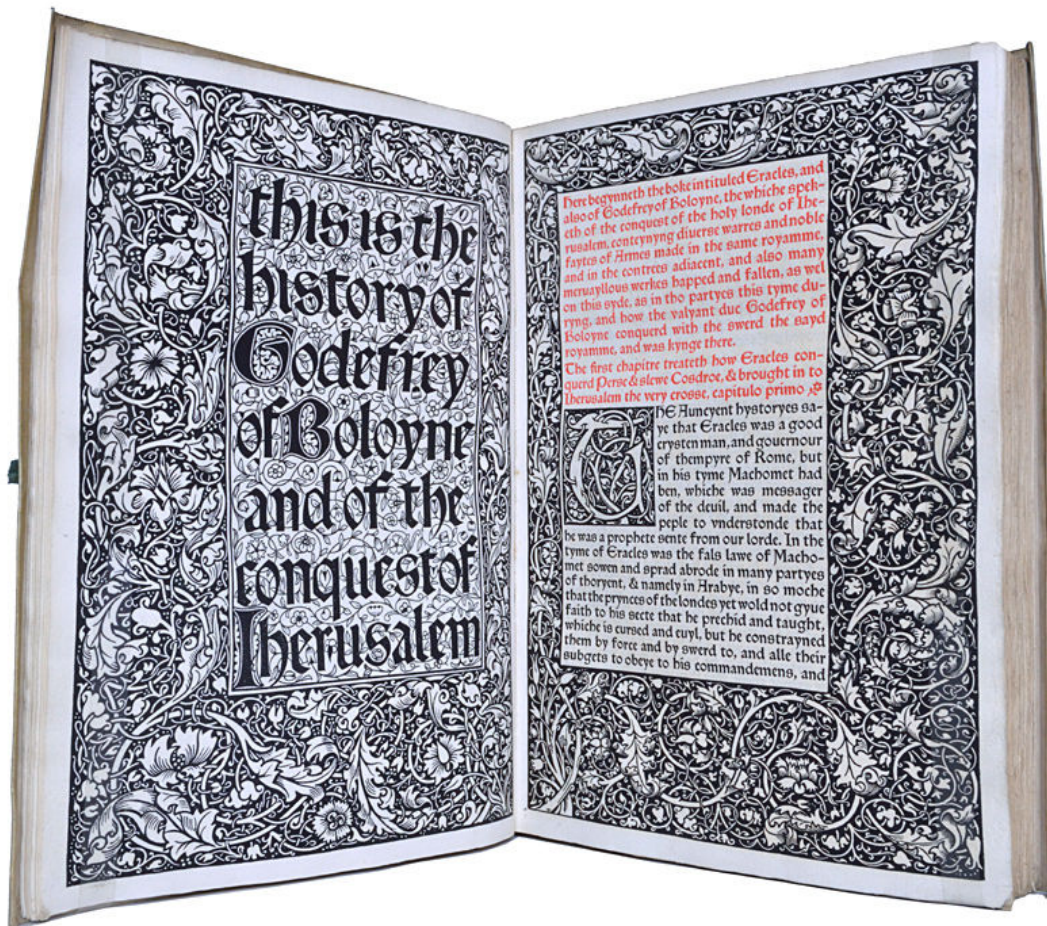 this is the
history of
Godefrey
of Boloyne
and of the
conquest of
Iherusalem
here begynneth the boke intituled Eracles, and
also of Godefrey of Boloyne, the whiche spek-
eth of the conquest of the holy londe of Ihe-
rusalem, conteynyng diuerse warres and noble
faytes of Armes made in the same royamme,
and in the contrees adiacent, and also many
meruayllous werkes happed and fallen, as wel
on this syde, as in tho partyes this tyme du-
ryng, and how the valyant duc Godefrey of
Boloyne conquerd with the swerd the sayd
royamme, and was kynge there.
The first chapitre treateth how Eracles con-
querd Perse & slewe Cosdroe, & brought in to
Iherusalem the very crosse, capitulo primo
THE Auncyent hystoryes sa-
ye that Eracles was a good
crysten man, and gouernour
of thempyre of Rome, but
in his tyme Machomet had
ben, whiche was messager
of the deuil, and made the
peple to vnderstonde that
he was a prophete sente from our lorde. In the
tyme of Eracles was the fals lawe of Macho-
met sowen and sprad abrode in many partyes
of thoryent, & namely in Arabye, in so moche
that the prynces of the londes yet wold not gyue
faith to his secte that he prechid and taught,
whiche is cursed and euyl, but he constrayned
them by force and by swerd to, and alle their
subgets to obeye to his commandemens, and